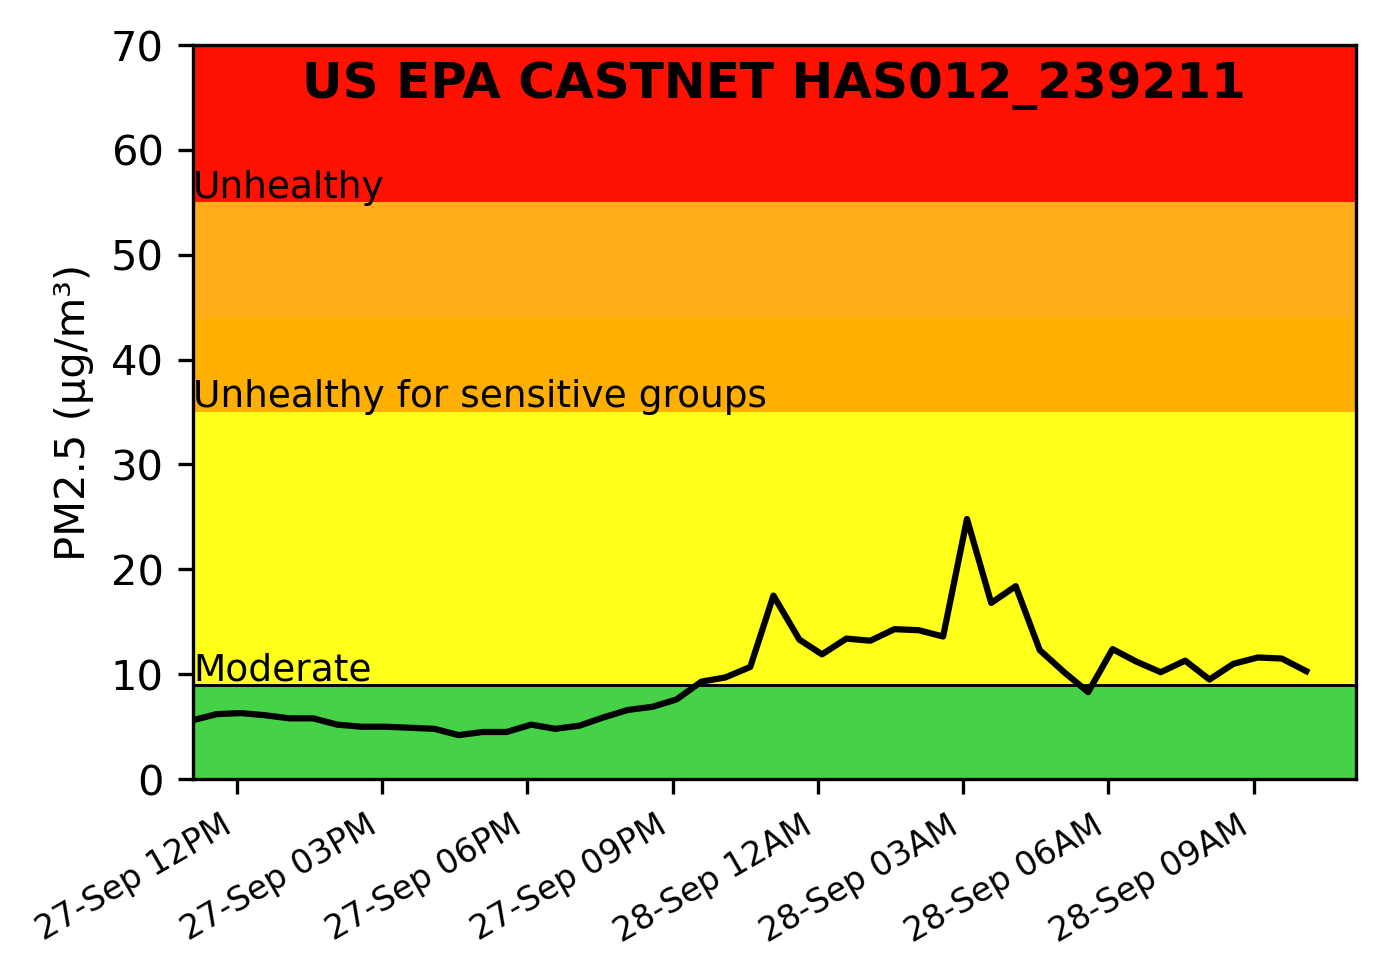 US EPA CASTNET HAS012_239211
70
60
50
40
30
20
10
0
PM2.5 (µg/m³)
Unhealthy
Unhealthy for sensitive groups
Moderate
27-Sep 12PM
27-Sep 03PM
27-Sep 06PM
27-Sep 09PM
28-Sep 12AM
28-Sep 03AM
28-Sep 06AM
28-Sep 09AM